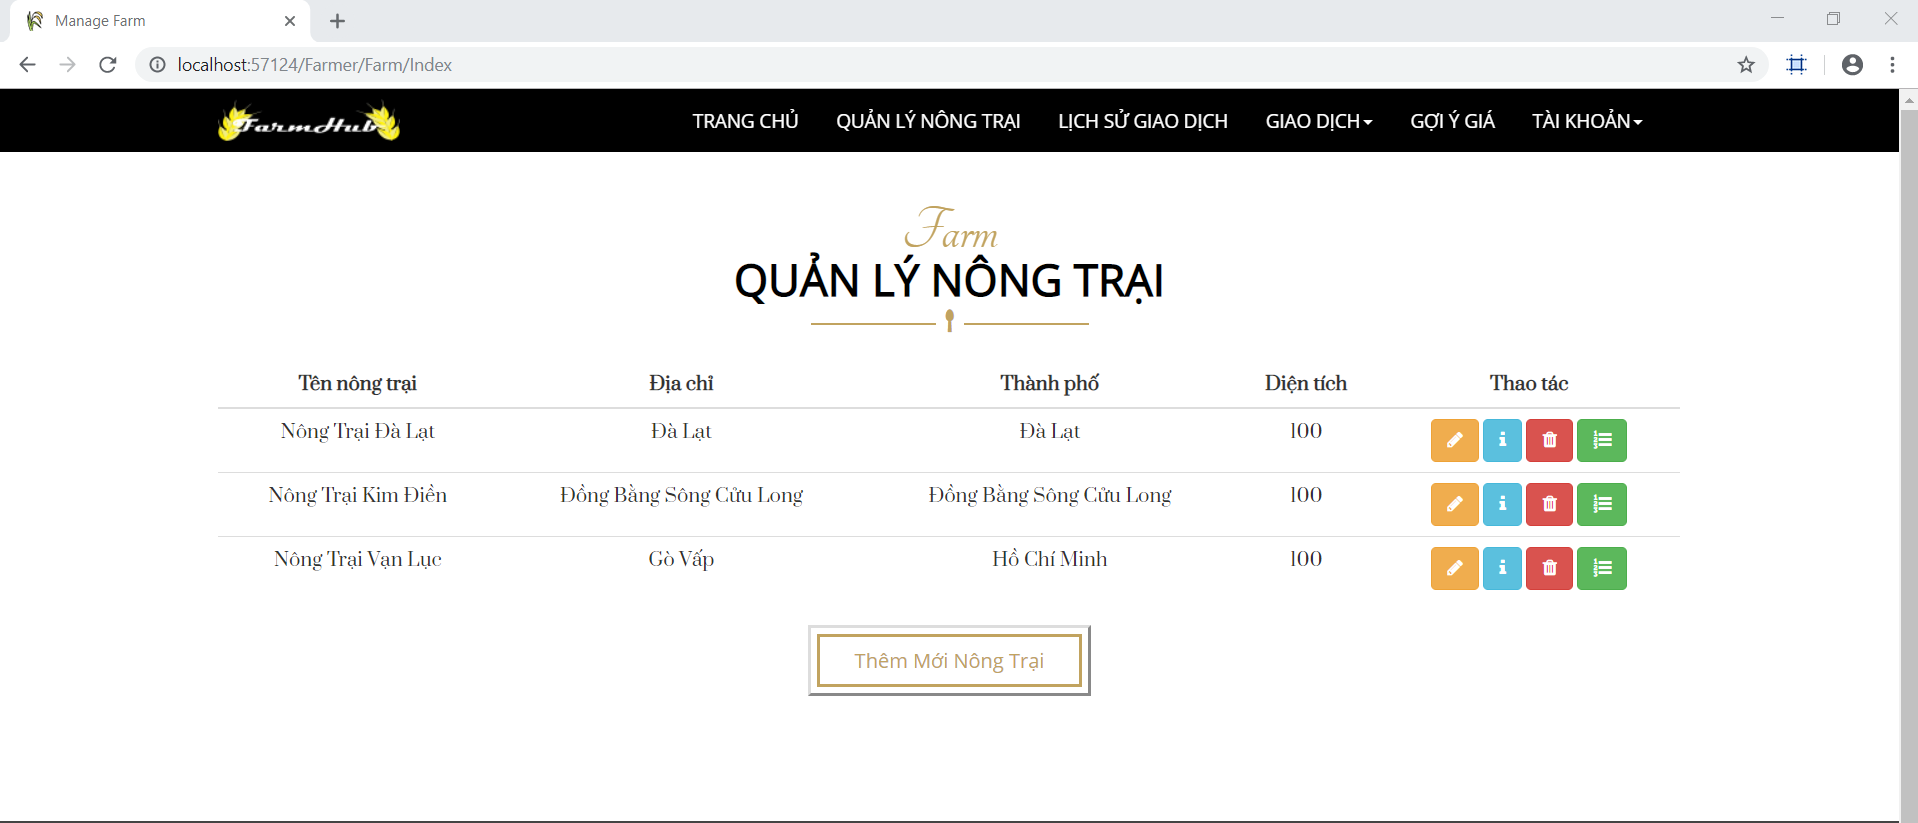 Manage Farm
localhost:57124/Farmer/Farm/Index
FarmHub TRANG CHỦ QUẢN LÝ NÔNG TRẠI LỊCH SỬ GIAO DỊCH GIAO DỊCH GỢI Ý GIÁ TÀI KHOẢN
Farm
QUẢN LÝ NÔNG TRẠI
Tên nông trại Địa chỉ Thành phố Diện tích Thao tác
Nông Trại Đà Lạt Đà Lạt Đà Lạt 100
Nông Trại Kim Điền Đồng Bằng Sông Cửu Long Đồng Bằng Sông Cửu Long 100
Nông Trại Vạn Lục Gò Vấp Hồ Chí Minh 100
Thêm Mới Nông Trại